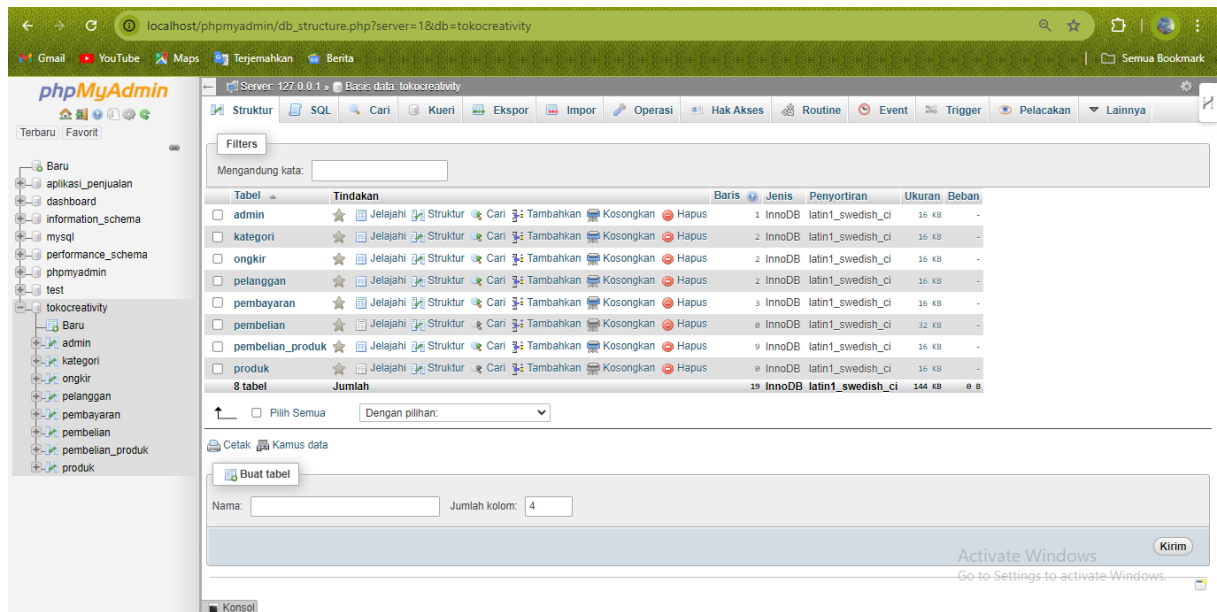 localhost/phpmyadmin/db_structure.php?server=1&db=tokocreativity
Gmail YouTube Maps Terjemahkan Berita Semua Bookmark
phpMyAdmin
Terbaru Favorit
Baru
aplikasi_penjualan
dashboard
information_schema
mysql
performance_schema
phpmyadmin
test
tokocreativity
Baru
admin
kategori
ongkir
pelanggan
pembayaran
pembelian
pembelian_produk
produk
Server: 127.0.0.1 » Basis data: tokocreativity
Struktur SQL Cari Kueri Ekspor Impor Operasi Hak Akses Routine Event Trigger Pelacakan Lainnya
Filters
Mengandung kata:
Tabel Tindakan Baris Jenis Penyortiran Ukuran Beban
admin Jelajahi Struktur Cari Tambahkan Kosongkan Hapus 1 InnoDB latin1_swedish_ci 16 KB -
kategori Jelajahi Struktur Cari Tambahkan Kosongkan Hapus 2 InnoDB latin1_swedish_ci 16 KB -
ongkir Jelajahi Struktur Cari Tambahkan Kosongkan Hapus 2 InnoDB latin1_swedish_ci 16 KB -
pelanggan Jelajahi Struktur Cari Tambahkan Kosongkan Hapus 2 InnoDB latin1_swedish_ci 16 KB -
pembayaran Jelajahi Struktur Cari Tambahkan Kosongkan Hapus 3 InnoDB latin1_swedish_ci 16 KB -
pembelian Jelajahi Struktur Cari Tambahkan Kosongkan Hapus 0 InnoDB latin1_swedish_ci 32 KB -
pembelian_produk Jelajahi Struktur Cari Tambahkan Kosongkan Hapus 9 InnoDB latin1_swedish_ci 16 KB -
produk Jelajahi Struktur Cari Tambahkan Kosongkan Hapus 0 InnoDB latin1_swedish_ci 16 KB -
8 tabel Jumlah 19 InnoDB latin1_swedish_ci 144 KB 0 B
Pilih Semua Dengan pilihan:
Cetak Kamus data
Buat tabel
Nama: Jumlah kolom: 4
Kirim
Activate Windows
Go to Settings to activate Windows.
Konsol